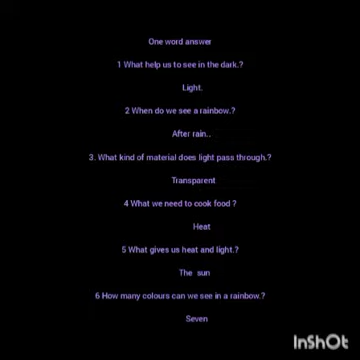 One word answer
1 What help us to see in the dark.?
Light.
2 When do we see a rainbow.?
After rain..
3. What kind of material does light pass through.?
Transparent
4 What we need to cook food ?
Heat
5 What gives us heat and light.?
The sun
6 How many colours can we see in a rainbow.?
Seven
InShOt